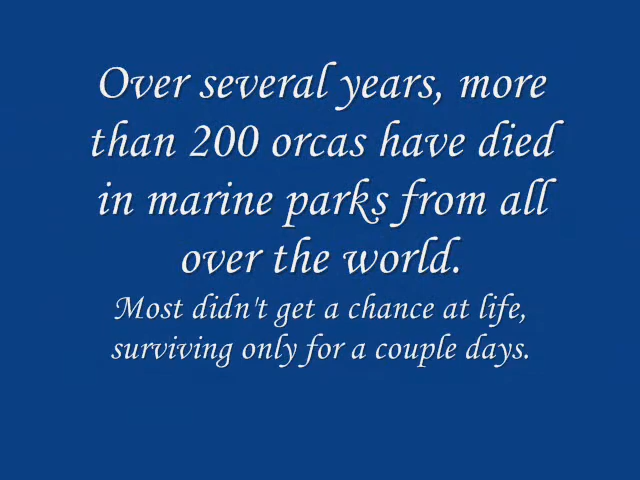 Over several years, more
than 200 orcas have died
in marine parks from all
over the world.
Most didn't get a chance at life,
surviving only for a couple days.